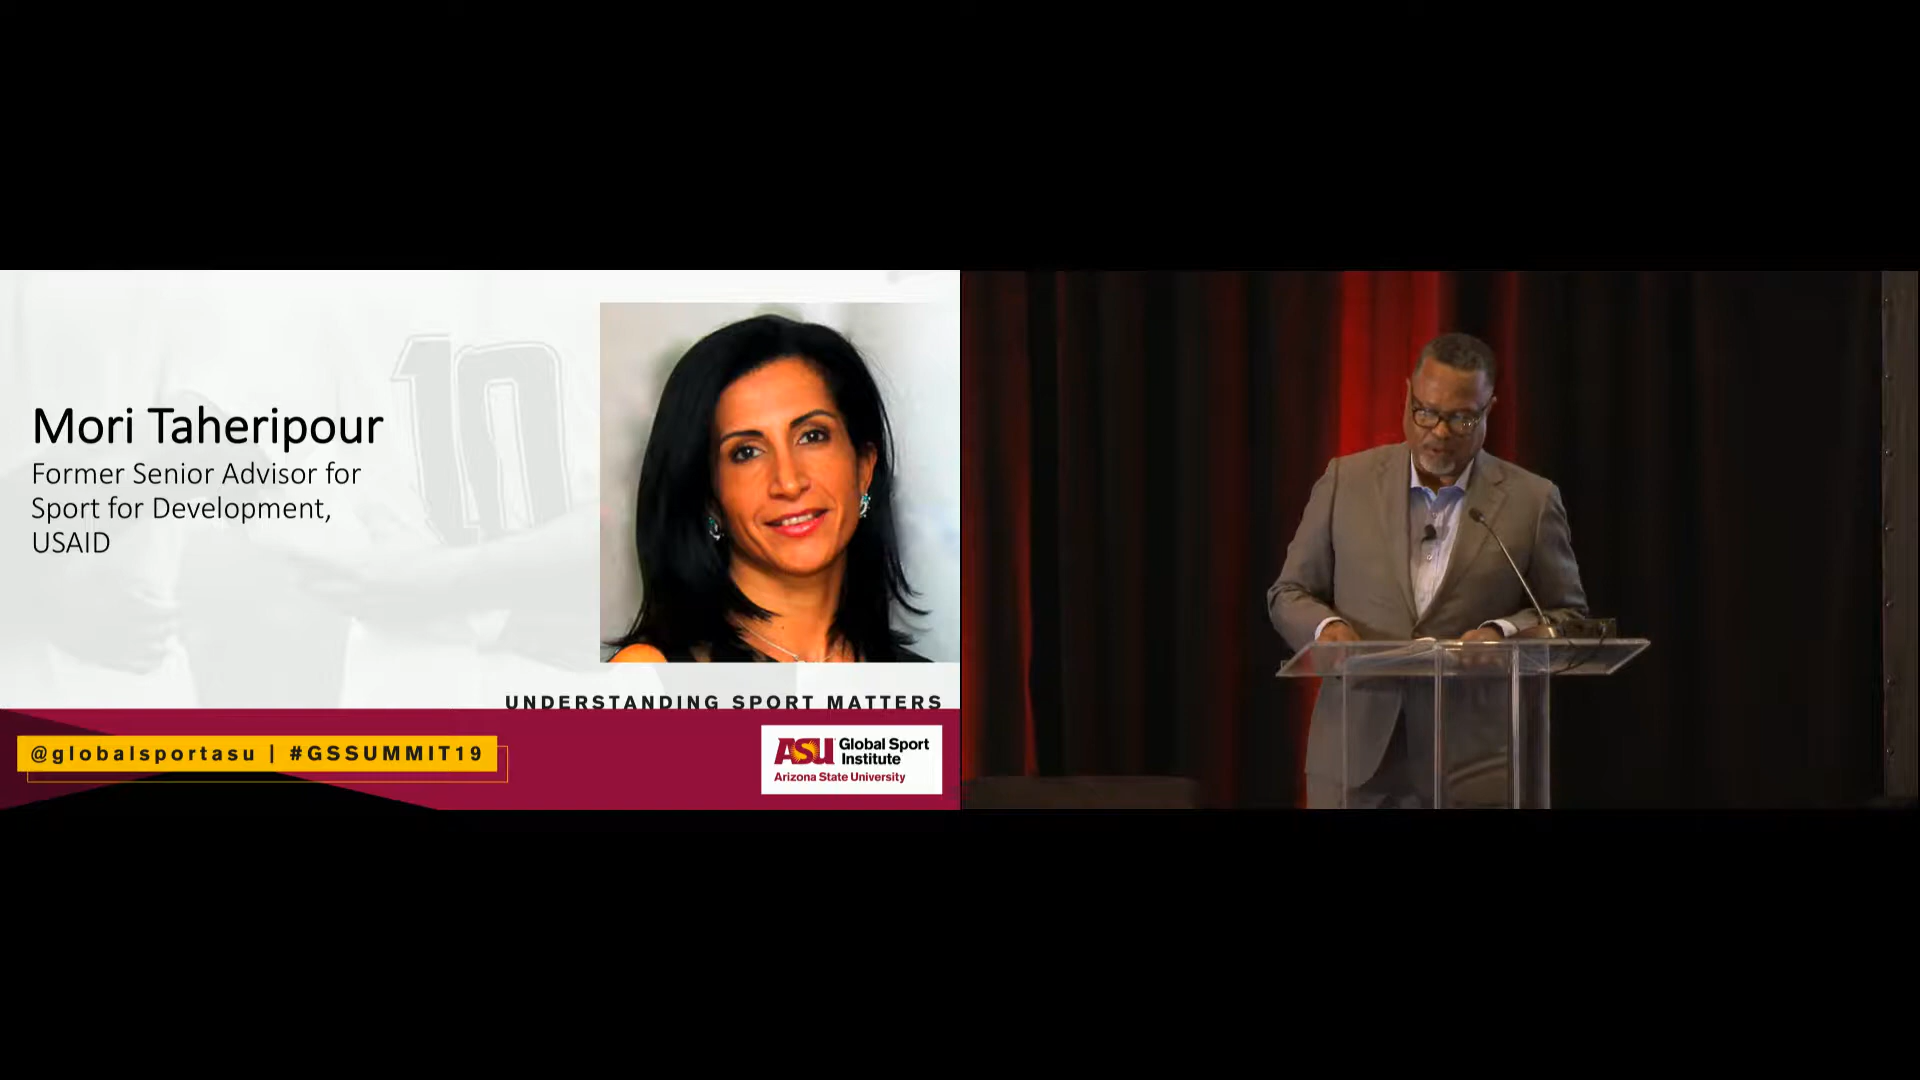 Mori Taheripour
Former Senior Advisor for
Sport for Development,
USAID
10
UNDERSTANDING SPORT MATTERS
@globalsportasu | #GSSUMMIT19
ASU Global Sport
Institute
Arizona State University